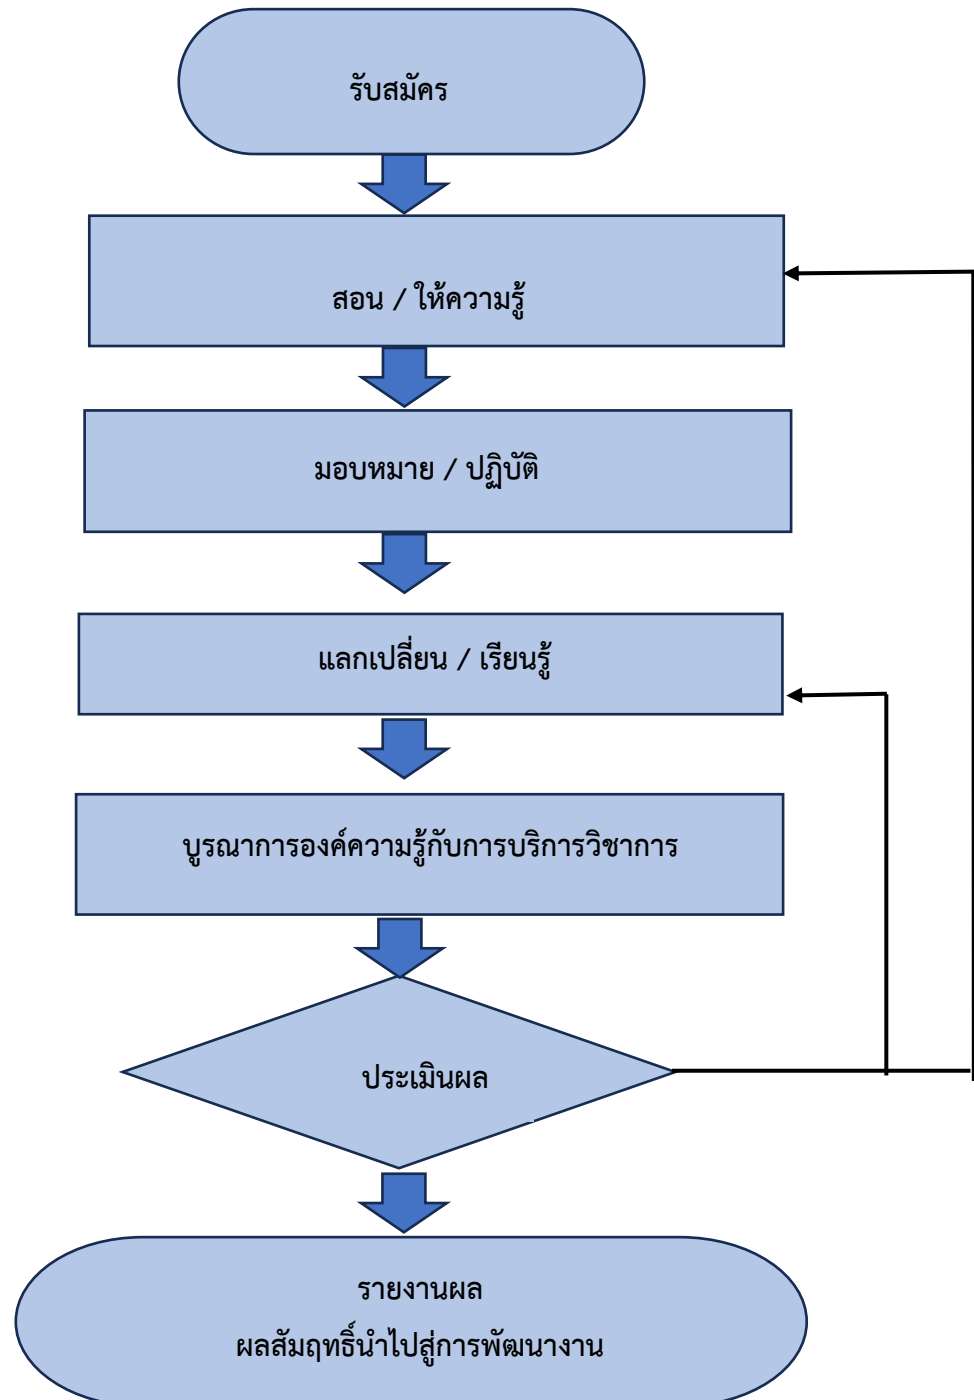 รับสมัคร
สอน / ให้ความรู้
มอบหมาย / ปฏิบัติ
แลกเปลี่ยน / เรียนรู้
บูรณาการองค์ความรู้กับการบริการวิชาการ
ประเมินผล
รายงานผล
ผลสัมฤทธิ์นำไปสู่การพัฒนางาน